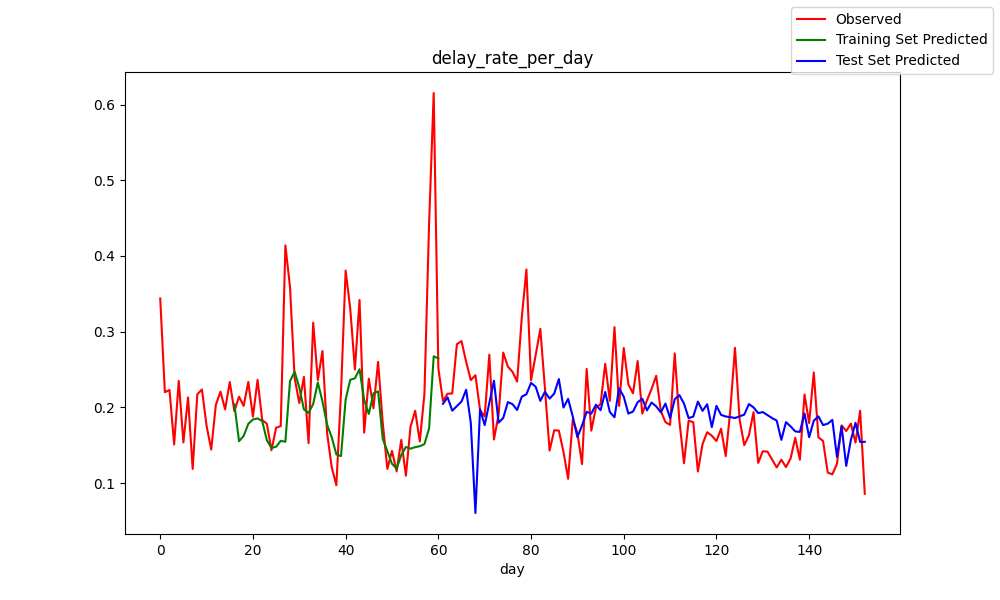 Observed
Training Set Predicted
Test Set Predicted
delay_rate_per_day
0.6
0.5
0.4
0.3
0.2
0.1
0 20 40 60 80 100 120 140
day